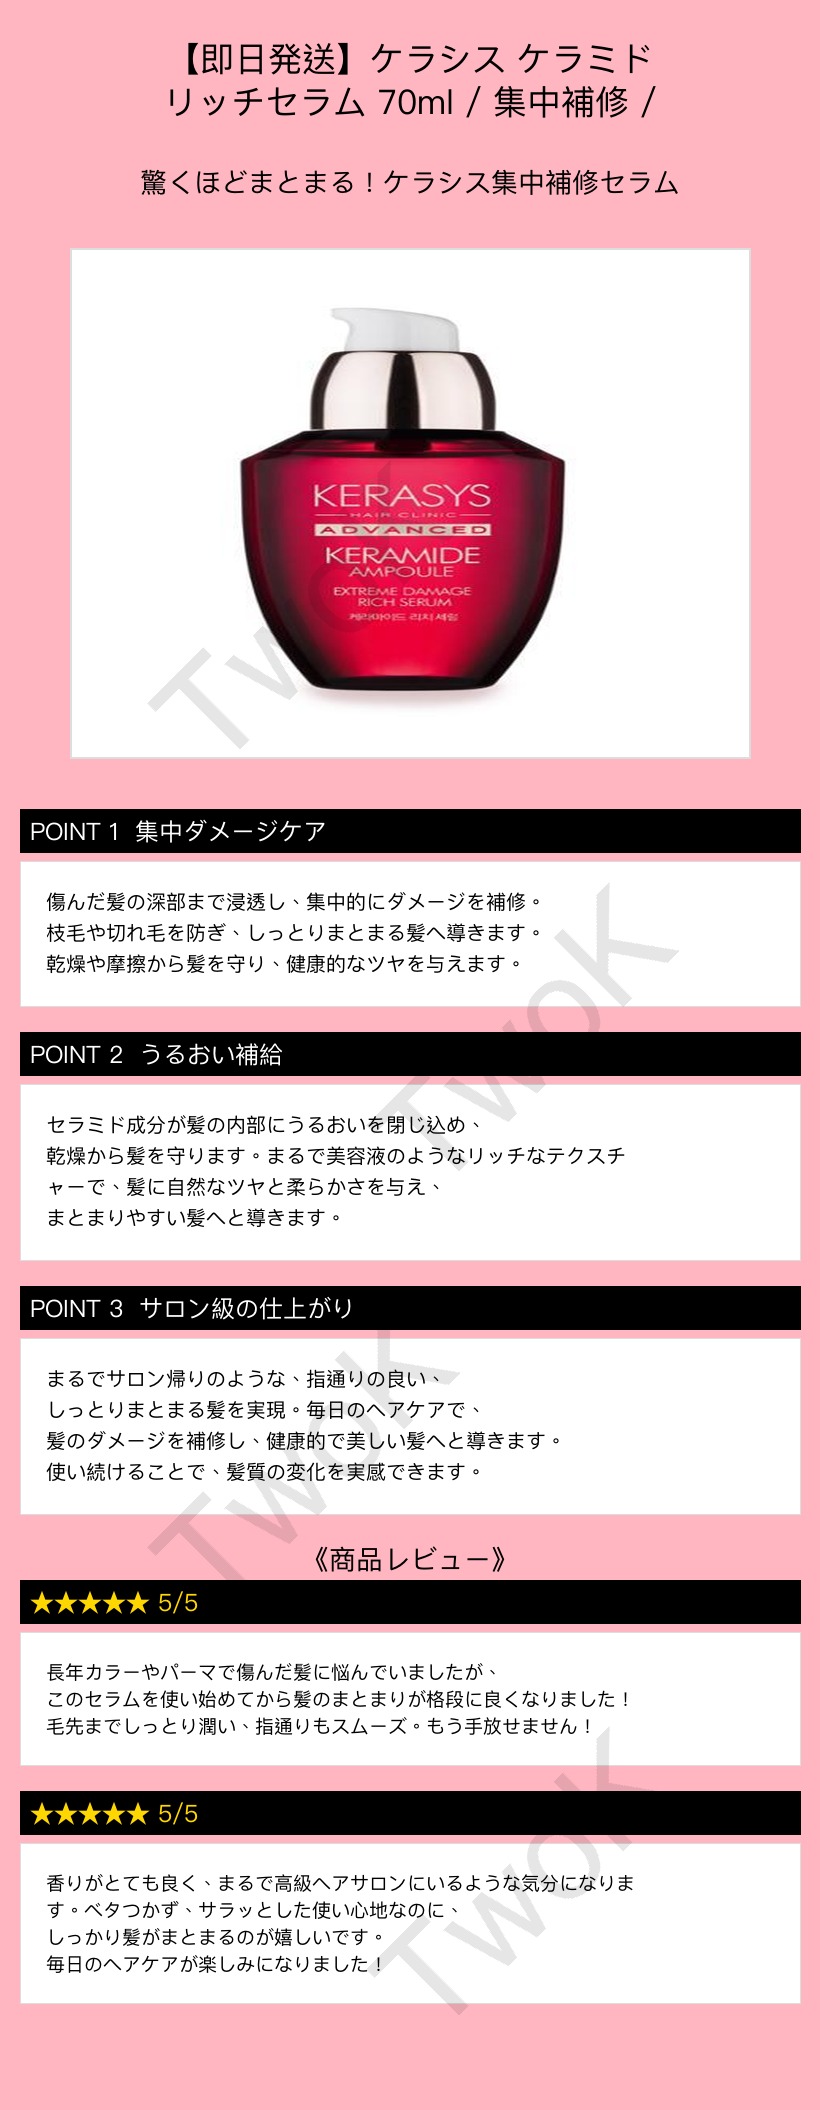 【即日発送】ケラシス ケラミド
リッチセラム 70ml / 集中補修 /
驚くほどまとまる！ケラシス集中補修セラム
KERASYS
HAIR CLINIC
ADVANCED
KERAMIDE
AMPOULE
EXTREME DAMAGE
RICH SERUM
케라마이드 리치 세럼
TwoK
POINT 1 集中ダメージケア
傷んだ髪の深部まで浸透し、集中的にダメージを補修。
枝毛や切れ毛を防ぎ、しっとりまとまる髪へ導きます。
乾燥や摩擦から髪を守り、健康的なツヤを与えます。
TwoK
POINT 2 うるおい補給
セラミド成分が髪の内部にうるおいを閉じ込め、
乾燥から髪を守ります。まるで美容液のようなリッチなテクスチ
ャーで、髪に自然なツヤと柔らかさを与え、
まとまりやすい髪へと導きます。
POINT 3 サロン級の仕上がり
まるでサロン帰りのような、指通りの良い、
しっとりまとまる髪を実現。毎日のヘアケアで、
髪のダメージを補修し、健康的で美しい髪へと導きます。
使い続けることで、髪質の変化を実感できます。
TwoK
《商品レビュー》
★★★★★ 5/5
長年カラーやパーマで傷んだ髪に悩んでいましたが、
このセラムを使い始めてから髪のまとまりが格段に良くなりました！
毛先までしっとり潤い、指通りもスムーズ。もう手放せません！
★★★★★ 5/5
香りがとても良く、まるで高級ヘアサロンにいるような気分になりま
す。ベタつかず、サラッとした使い心地なのに、
しっかり髪がまとまるのが嬉しいです。
毎日のヘアケアが楽しみになりました！
TwoK